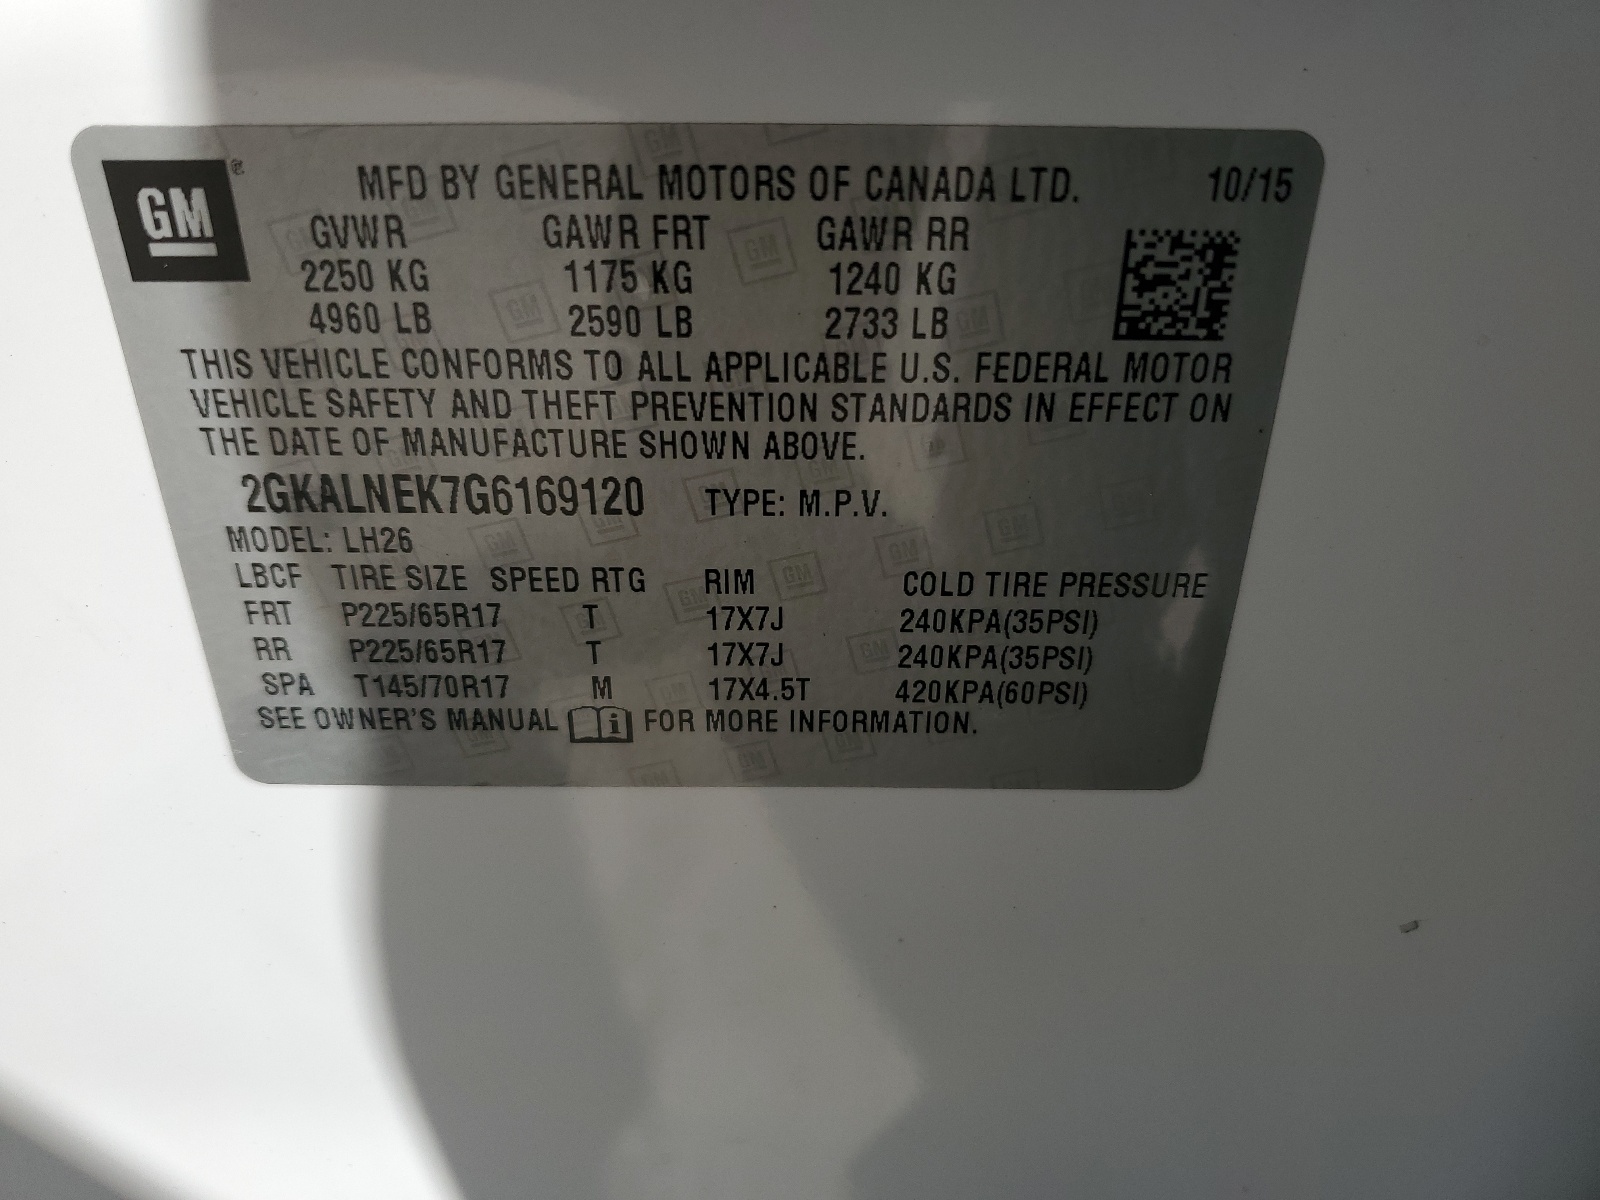 GM ®
MFD BY GENERAL MOTORS OF CANADA LTD. 10/15
GVWR GAWR FRT GAWR RR
2250 KG 1175 KG 1240 KG
4960 LB 2590 LB 2733 LB
THIS VEHICLE CONFORMS TO ALL APPLICABLE U.S. FEDERAL MOTOR
VEHICLE SAFETY AND THEFT PREVENTION STANDARDS IN EFFECT ON
THE DATE OF MANUFACTURE SHOWN ABOVE.
2GKALNEK7G6169120 TYPE: M.P.V.
MODEL: LH26
LBCF TIRE SIZE SPEED RTG RIM COLD TIRE PRESSURE
FRT P225/65R17 T 17X7J 240KPA(35PSI)
RR P225/65R17 T 17X7J 240KPA(35PSI)
SPA T145/70R17 M 17X4.5T 420KPA(60PSI)
SEE OWNER'S MANUAL i FOR MORE INFORMATION.